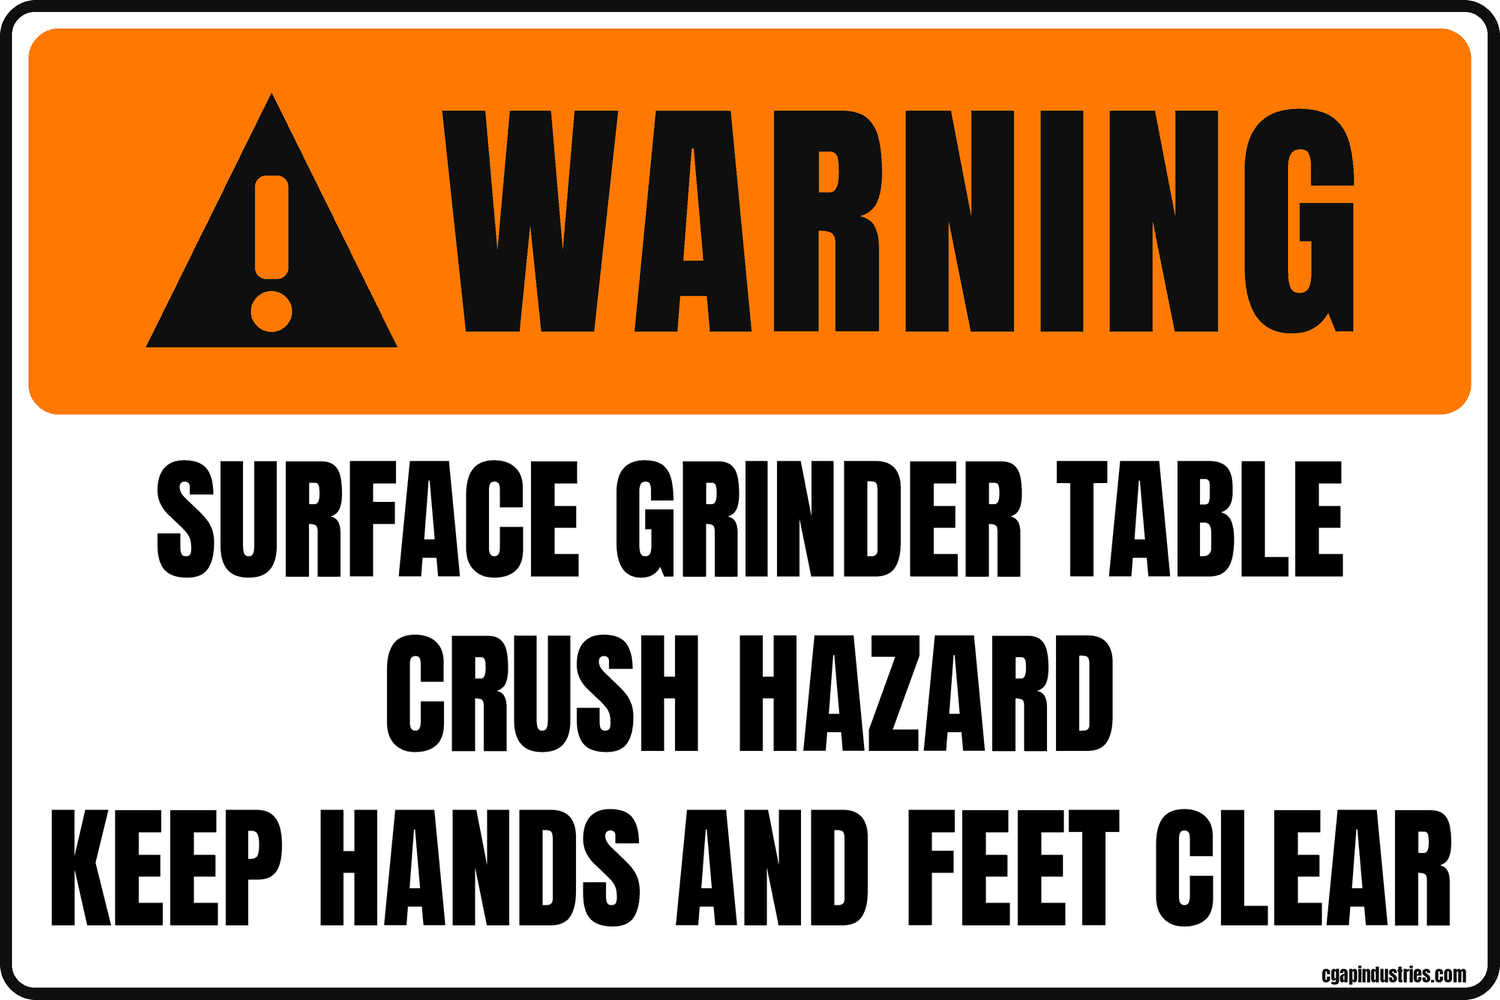 WARNING
SURFACE GRINDER TABLE
CRUSH HAZARD
KEEP HANDS AND FEET CLEAR
cgapindustries.com